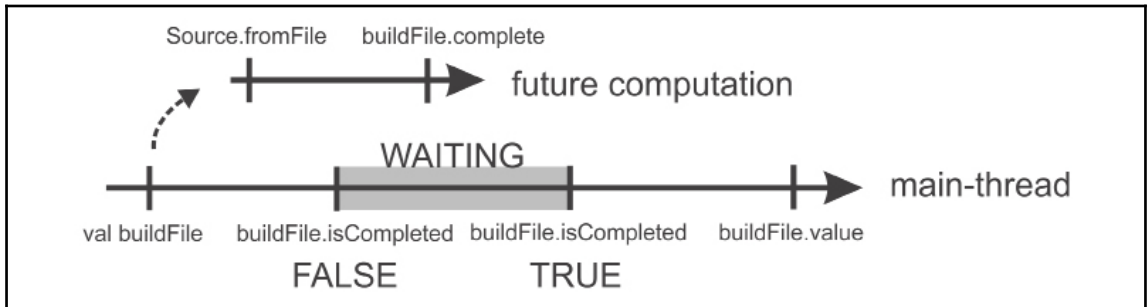 Source.fromFile buildFile.complete
future computation
WAITING
main-thread
val buildFile buildFile.isCompleted buildFile.isCompleted buildFile.value
FALSE TRUE